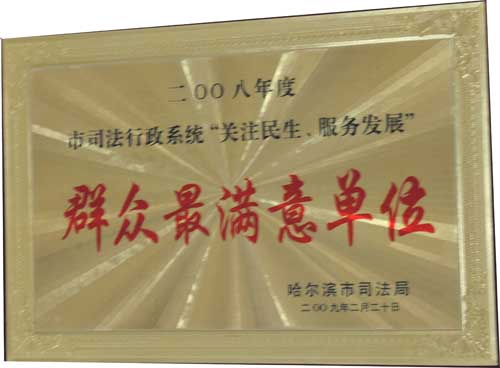 二00八年度
市司法行政系统“关注民生、服务发展”
群众最满意单位
哈尔滨市司法局
二00九年二月二十日